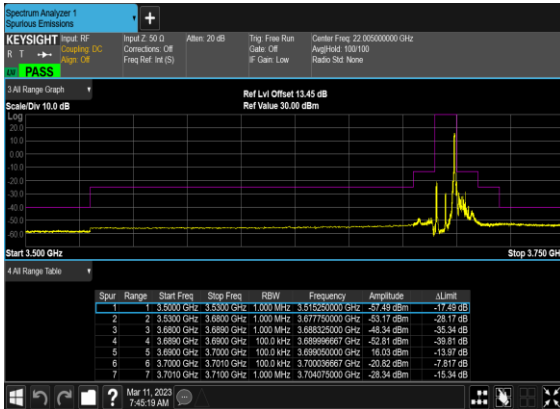 Spectrum Analyzer 1
Spurious Emissions
KEYSIGHT Input: RF Input Z: 50 Ω Atten: 20 dB Trig: Free Run Center Freq: 22.005000000 GHz
R T Coupling: DC Corrections: Off Gate: Off Avg|Hold: 100/100
Align: Off Freq Ref: Int (S) IF Gain: Low Radio Std: None
PASS
3 All Range Graph
Ref Lvl Offset 13.45 dB
Scale/Div 10.0 dB Ref Value 30.00 dBm
Log
20.0
10.0
0.00
-10.0
-20.0
-30.0
-40.0
-50.0
-60.0
Start 3.500 GHz Stop 3.750 GH
4 All Range Table
Spur Range Start Freq Stop Freq RBW Frequency Amplitude ΔLimit
1 1 3.5000 GHz 3.5300 GHz 1.000 MHz 3.515250000 GHz -57.49 dBm -17.49 dB
2 2 3.5300 GHz 3.6800 GHz 1.000 MHz 3.677750000 GHz -53.17 dBm -28.17 dB
3 3 3.6800 GHz 3.6890 GHz 1.000 MHz 3.688325000 GHz -48.34 dBm -35.34 dB
4 4 3.6890 GHz 3.6900 GHz 100.0 kHz 3.689996667 GHz -52.81 dBm -39.81 dB
5 5 3.6900 GHz 3.7000 GHz 100.0 kHz 3.699050000 GHz 16.03 dBm -13.97 dB
6 6 3.7000 GHz 3.7010 GHz 100.0 kHz 3.700036667 GHz -20.82 dBm -7.817 dB
7 7 3.7010 GHz 3.7100 GHz 1.000 MHz 3.704075000 GHz -28.34 dBm -15.34 dB
Mar 11, 2023
7:45:19 AM